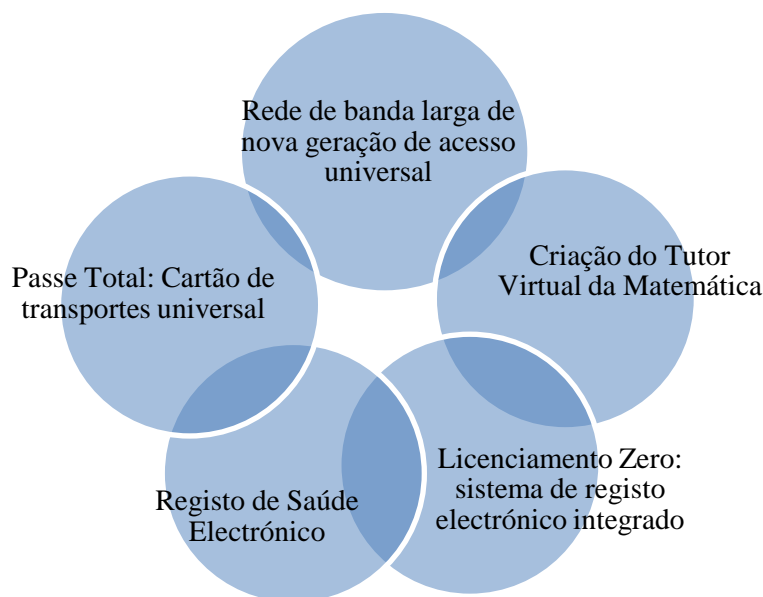 Rede de banda larga de
nova geração de acesso
universal
Criação do Tutor
Virtual da Matemática
Licenciamento Zero:
sistema de registo
electrónico integrado
Registo de Saúde
Electrónico
Passe Total: Cartão de
transportes universal